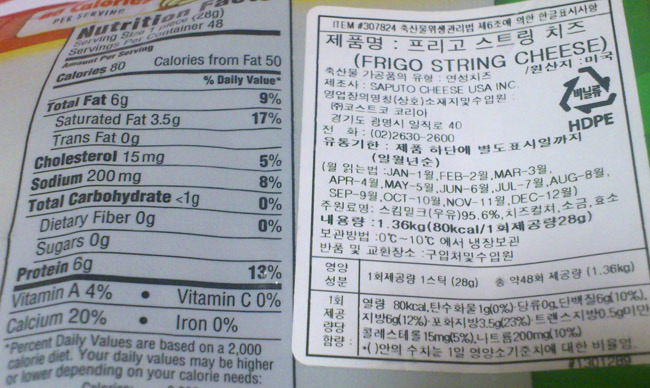 Calories
PER SERVING
Nutrition Facts
Serving Size 1 piece (28g)
Servings Per Container 48
Amount Per Serving
Calories 80 Calories from Fat 50
% Daily Value*
Total Fat 6g 9%
Saturated Fat 3.5g 17%
Trans Fat 0g
Cholesterol 15mg 5%
Sodium 200mg 8%
Total Carbohydrate <1g 0%
Dietary Fiber 0g 0%
Sugars 0g
Protein 6g 13%
Vitamin A 4% • Vitamin C 0%
Calcium 20% • Iron 0%
*Percent Daily Values are based on a 2,000
calorie diet. Your daily values may be higher
or lower depending on your calorie needs:
ITEM #307824 축산물위생관리법 제6조에 의한 한글표시사항
제품명 : 프리고 스트링 치즈
(FRIGO STRING CHEESE)
축산물 가공품의 유형 : 연성치즈 /원산지:미국
제조사 : SAPUTO CHEESE USA INC.
영업장의명칭(상호)소재지및수입원 :
㈜코스트코 코리아
경기도 광명시 일직로 40
전 화 : (02)2630-2600
비닐류
HDPE
유통기한 : 제품 하단에 별도표시일까지
(일월년순)
(월 읽는법:JAN-1월,FEB-2월,MAR-3월,
APR-4월,MAY-5월,JUN-6월,JUL-7월,AUG-8월,
SEP-9월,OCT-10월,NOV-11월,DEC-12월)
주원료명: 스킴밀크(우유)95.6%, 치즈컬쳐, 소금, 효소
내용량 :1.36kg(80kcal/1회제공량28g)
보관방법 :0℃~10℃ 에서 냉장보관
반품 및 교환장소 :구입처및수입원
영양
성분
1회제공량 1스틱 (28g) 총 약48회 제공량 (1.36kg)
1회
제공
량당
함량 :
열량 80kcal,탄수화물1g(0%)·당류0g,단백질6g(10%),
지방6g(12%)·포화지방3.5g(23%)·트랜스지방0.5g미만
콜레스테롤15mg(5%),나트륨200mg(10%)
*( )안의 수치는 1일 영양소기준치에 대한 비율임.
#1301289